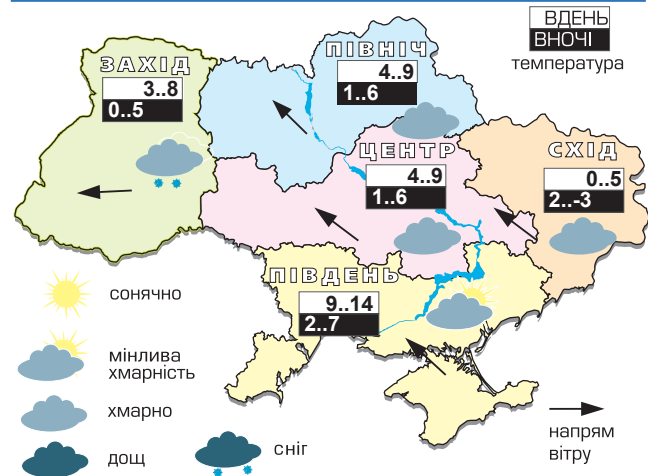 ВДЕНЬ
ВНОЧІ
температура
ПІВНІЧ
4..9
1..6
ЗАХІД
3..8
0..5
ЦЕНТР
4..9
1..6
СХІД
0..5
2..-3
ПІВДЕНЬ
9..14
2..7
сонячно
мінлива
хмарність
хмарно
дощ
сніг
напрям
вітру